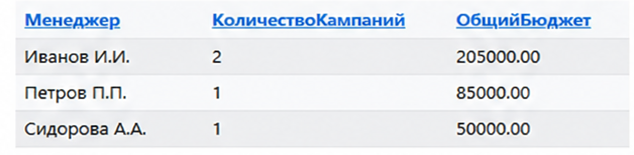 Менеджер КоличествоКампаний ОбщийБюджет
Иванов И.И. 2 205000.00
Петров П.П. 1 85000.00
Сидорова А.А. 1 50000.00